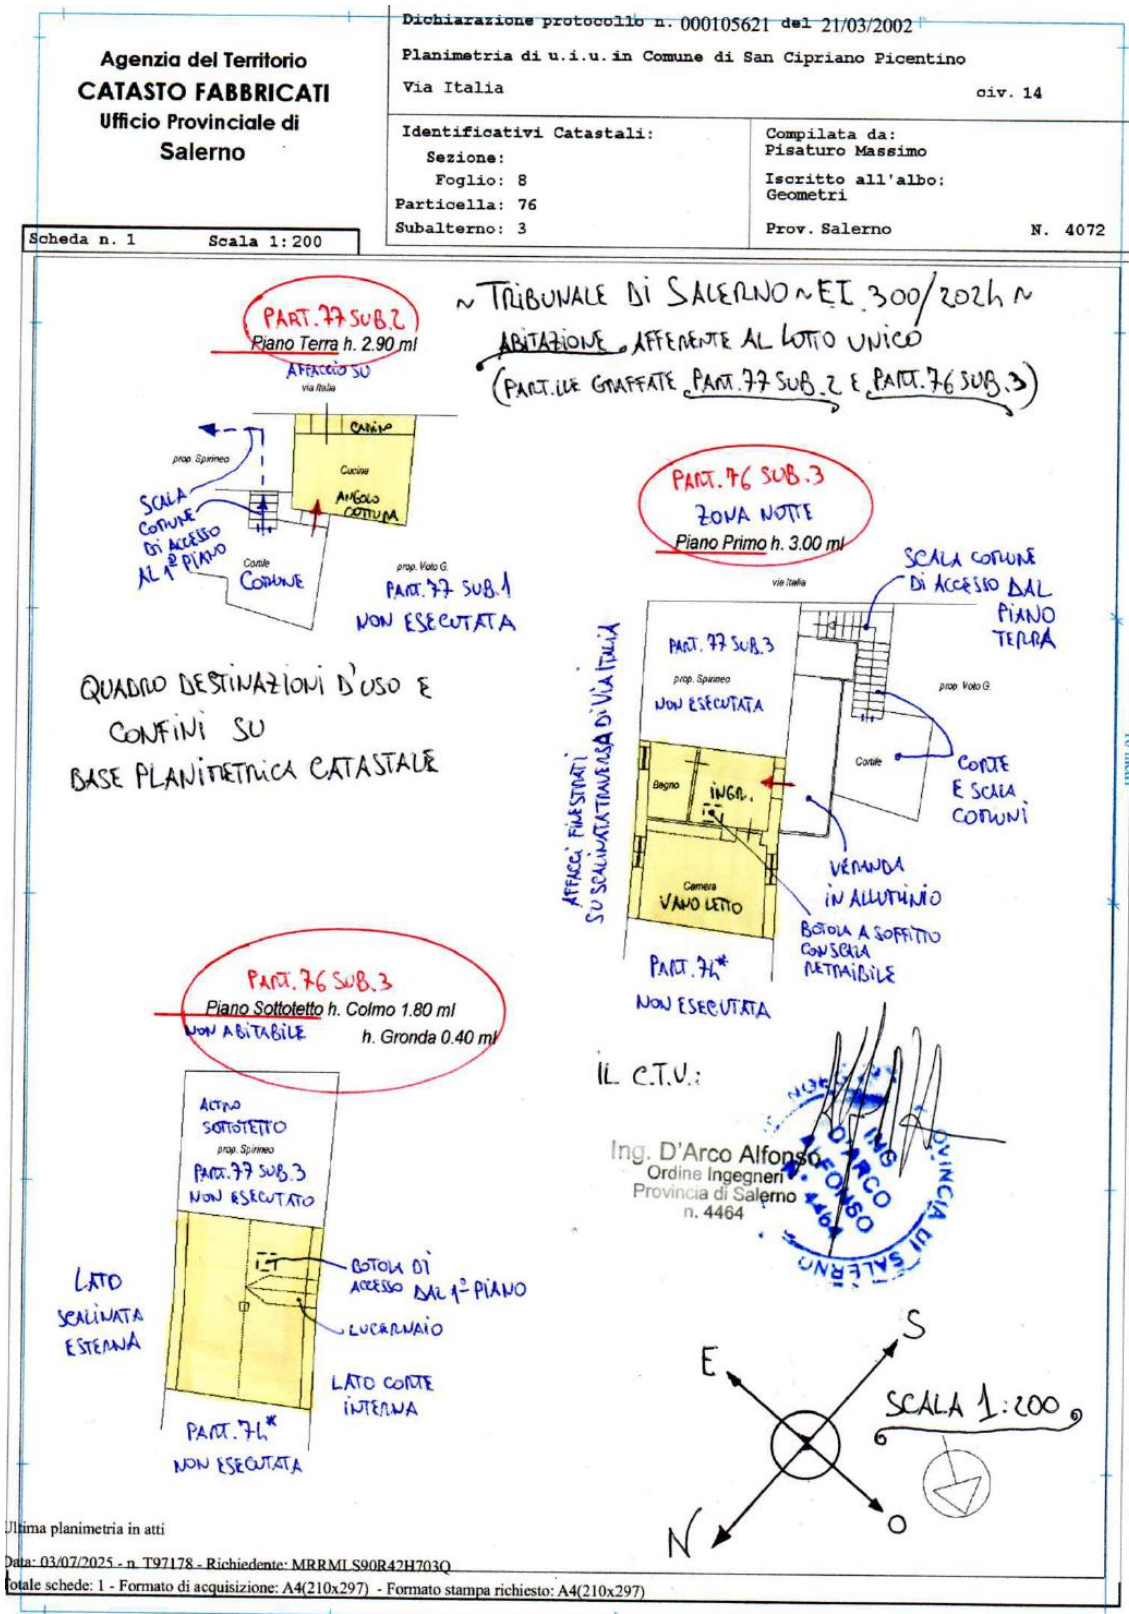 Dichiarazione protocollo n. 000105621 del 21/03/2002
Planimetria di u.i.u. in Comune di San Cipriano Picentino
Via Italia
civ. 14
Agenzia del Territorio
CATASTO FABBRICATI
Ufficio Provinciale di
Salerno
Identificativi Catastali:
Sezione:
Foglio: 8
Particella: 76
Subalterno: 3
Compilata da:
Pisaturo Massimo
Iscritto all'albo:
Geometri
Prov. Salerno N. 4072
Scheda n. 1 Scala 1:200
~ TRIBUNALE DI SALERNO ~ EI. 300/2024 ~
ABITAZIONE AFFERENTE AL LOTTO UNICO
(PART.LLE GRAFFATE PART. 77 SUB. 2 E PART. 76 SUB. 3)
PART. 77 SUB. 2
Piano Terra h. 2.90 ml
AFFACCIO SU
via Italia
CAMINO
prop. Spirineo
Cucina
ANGOLO
COTTURA
SCALA
COMUNE
DI ACCESSO
AL 1° PIANO
Cortile
COMUNE
prop. Voto G.
PART. 77 SUB. 1
NON ESECUTATA
QUADRO DESTINAZIONI D'USO E
CONFINI SU
BASE PLANIMETRICA CATASTALE
PART. 76 SUB. 3
ZONA NOTTE
Piano Primo h. 3.00 ml
via Italia
SCALA COMUNE
DI ACCESSO DAL
PIANO
TERRA
PART. 77 SUB. 3
prop. Spirineo
NON ESECUTATA
prop. Voto G.
AFFACCI FINESTRATI
SU SCALINATA TRAVERSA DI VIA ITALIA
Bagno
INGR.
Cortile
CORTE
E SCALA
COMUNI
Camera
VANO LETTO
VERANDA
IN ALLUMINIO
BOTOLA A SOFFITTO
CON SCALA
RETRAIBILE
PART. 74*
NON ESECUTATA
PART. 76 SUB. 3
Piano Sottotetto h. Colmo 1.80 ml
NON ABITABILE
h. Gronda 0.40 ml
ALTRO
SOTTOTETTO
prop. Spirineo
PART. 77 SUB. 3
NON ESECUTATO
LATO
SCALINATA
ESTERNA
BOTOLA DI
ACCESSO DAL 1° PIANO
LUCERNAIO
LATO CORTE
INTERNA
PART. 74*
NON ESECUTATA
IL C.T.U.:
Ing. D'Arco Alfonso
Ordine Ingegneri
Provincia di Salerno
n. 4464
ING
D'ARCO
ALFONSO
N° 4464
PROVINCIA DI SALERNO
S
E
O
N
SCALA 1:200
Ultima planimetria in atti
Data: 03/07/2025 - n. T97178 - Richiedente: MRRMLS90R42H703Q
Totale schede: 1 - Formato di acquisizione: A4(210x297) - Formato stampa richiesto: A4(210x297)